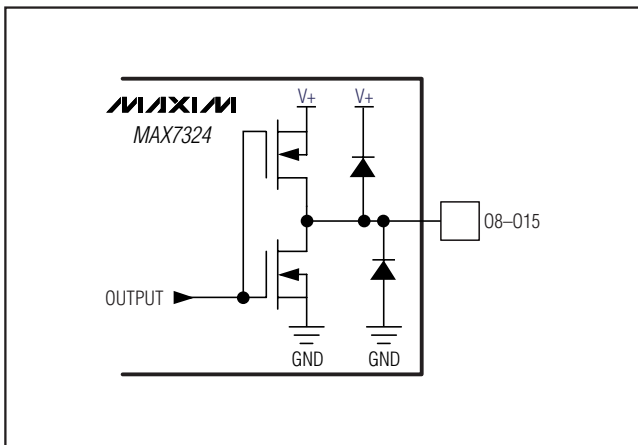 MAXIM
MAX7324
V+
V+
O8–O15
OUTPUT
GND
GND